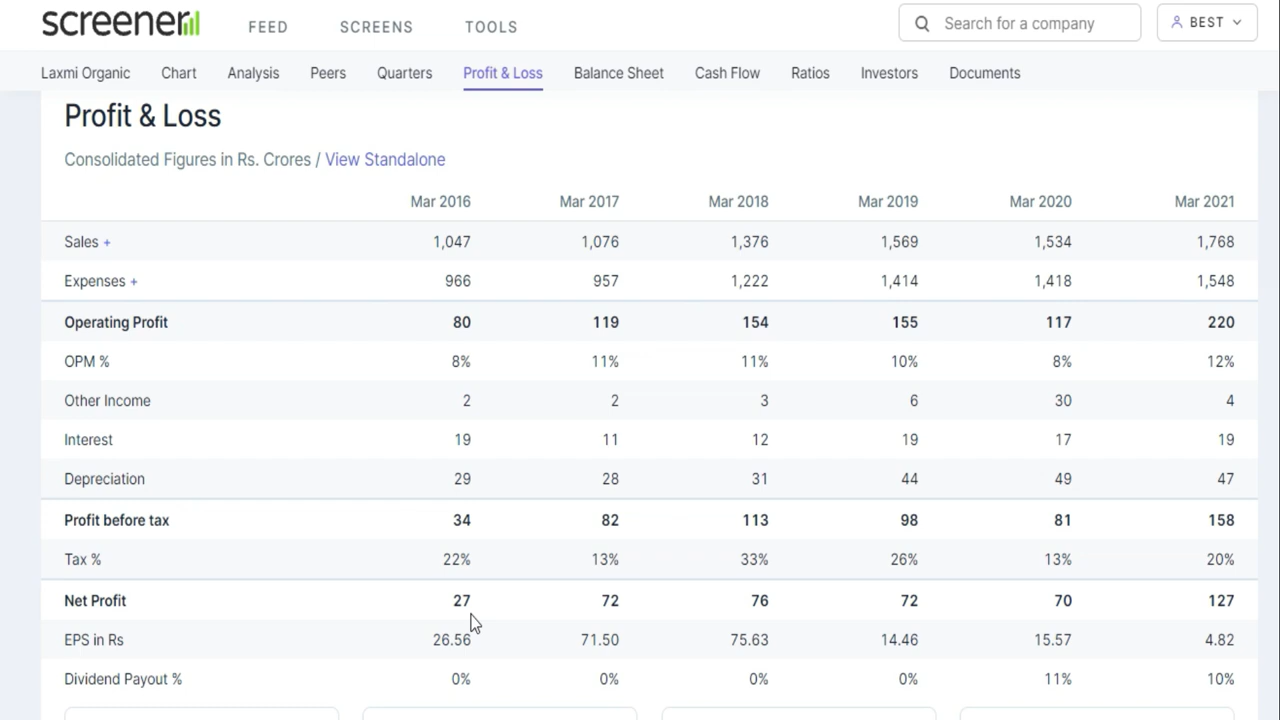 screener FEED SCREENS TOOLS Search for a company BEST
Laxmi Organic Chart Analysis Peers Quarters Profit & Loss Balance Sheet Cash Flow Ratios Investors Documents
Profit & Loss
Consolidated Figures in Rs. Crores / View Standalone
Mar 2016 Mar 2017 Mar 2018 Mar 2019 Mar 2020 Mar 2021
Sales + 1,047 1,076 1,376 1,569 1,534 1,768
Expenses + 966 957 1,222 1,414 1,418 1,548
Operating Profit 80 119 154 155 117 220
OPM % 8% 11% 11% 10% 8% 12%
Other Income 2 2 3 6 30 4
Interest 19 11 12 19 17 19
Depreciation 29 28 31 44 49 47
Profit before tax 34 82 113 98 81 158
Tax % 22% 13% 33% 26% 13% 20%
Net Profit 27 72 76 72 70 127
EPS in Rs 26.56 71.50 75.63 14.46 15.57 4.82
Dividend Payout % 0% 0% 0% 0% 11% 10%